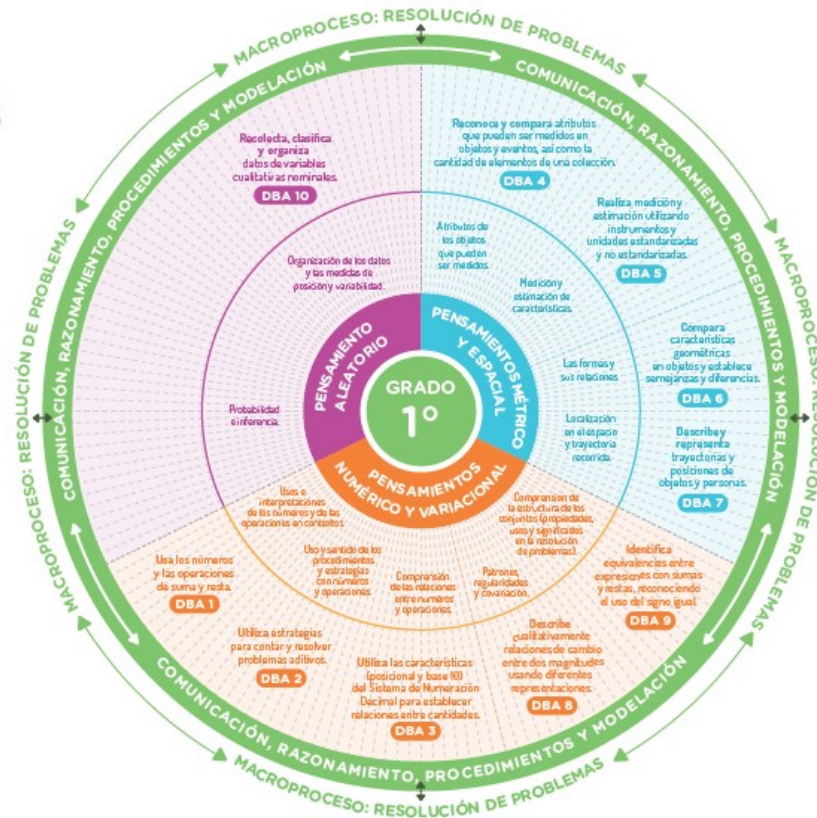 MACROPROCESO: RESOLUCIÓN DE PROBLEMAS
MACROPROCESO: RESOLUCIÓN DE PROBLEMAS
MACROPROCESO: RESOLUCIÓN DE PROBLEMAS
MACROPROCESO: RESOLUCIÓN DE PROBLEMAS
COMUNICACIÓN, RAZONAMIENTO, PROCEDIMIENTOS Y MODELACIÓN
COMUNICACIÓN, RAZONAMIENTO, PROCEDIMIENTOS Y MODELACIÓN
COMUNICACIÓN, RAZONAMIENTO, PROCEDIMIENTOS Y MODELACIÓN
GRADO
1º
PENSAMIENTO
ALEATORIO
Recolecta, clasifica
y organiza
datos de variables
cualitativas nominales.
DBA 10
Organización de los datos
y las medidas de
posición y variabilidad.
Probabilidad
e inferencia.
PENSAMIENTOS MÉTRICO
Y ESPACIAL
Reconoce y compara atributos
que pueden ser medidos en
objetos y eventos, así como la
cantidad de elementos de una colección.
DBA 4
Atributos de
los objetos
que pueden
ser medidos.
Realiza medición y
estimación utilizando
instrumentos y
unidades estandarizadas
y no estandarizadas.
DBA 5
Medición y
estimación de
características.
Compara
características
geométricas
en objetos y establece
semejanzas y diferencias.
DBA 6
Las formas y
sus relaciones.
Describe y
representa
trayectorias y
posiciones de
objetos y personas.
DBA 7
Localización
en el espacio
y trayectoria
recorrida.
PENSAMIENTOS
NUMÉRICO Y VARIACIONAL
Usos e
interpretaciones
de los números y de las
operaciones en contextos.
Usa los números
y las operaciones
de suma y resta.
DBA 1
Uso y sentido de los
procedimientos
y estrategias
con números
y operaciones.
Utiliza estrategias
para contar y resolver
problemas aditivos.
DBA 2
Comprensión
de las relaciones
entre números
y operaciones.
Utiliza las características
(posicional y base 10)
del Sistema de Numeración
Decimal para establecer
relaciones entre cantidades.
DBA 3
Patrones,
regularidades
y covariación.
Describe
cualitativamente
relaciones de cambio
entre dos magnitudes
usando diferentes
representaciones.
DBA 8
Comprensión de
la estructura de los
conjuntos (propiedades,
usos y significados
en la resolución
de problemas).
Identifica
equivalencias entre
expresiones con sumas
y restas, reconociendo
el uso del signo igual.
DBA 9